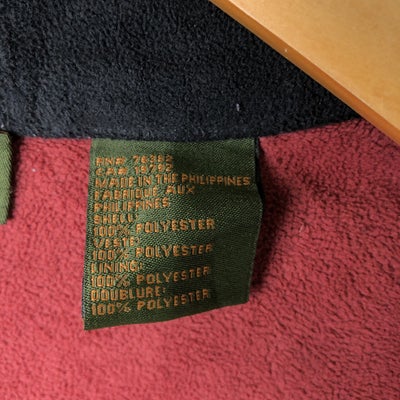 RN# 76382
CA# 16792
MADE IN THE PHILIPPINES
FABRIQUE AUX
PHILIPPINES
SHELL:
100% POLYESTER
VESTE:
100% POLYESTER
LINING:
100% POLYESTER
DOUBLURE:
100% POLYESTER